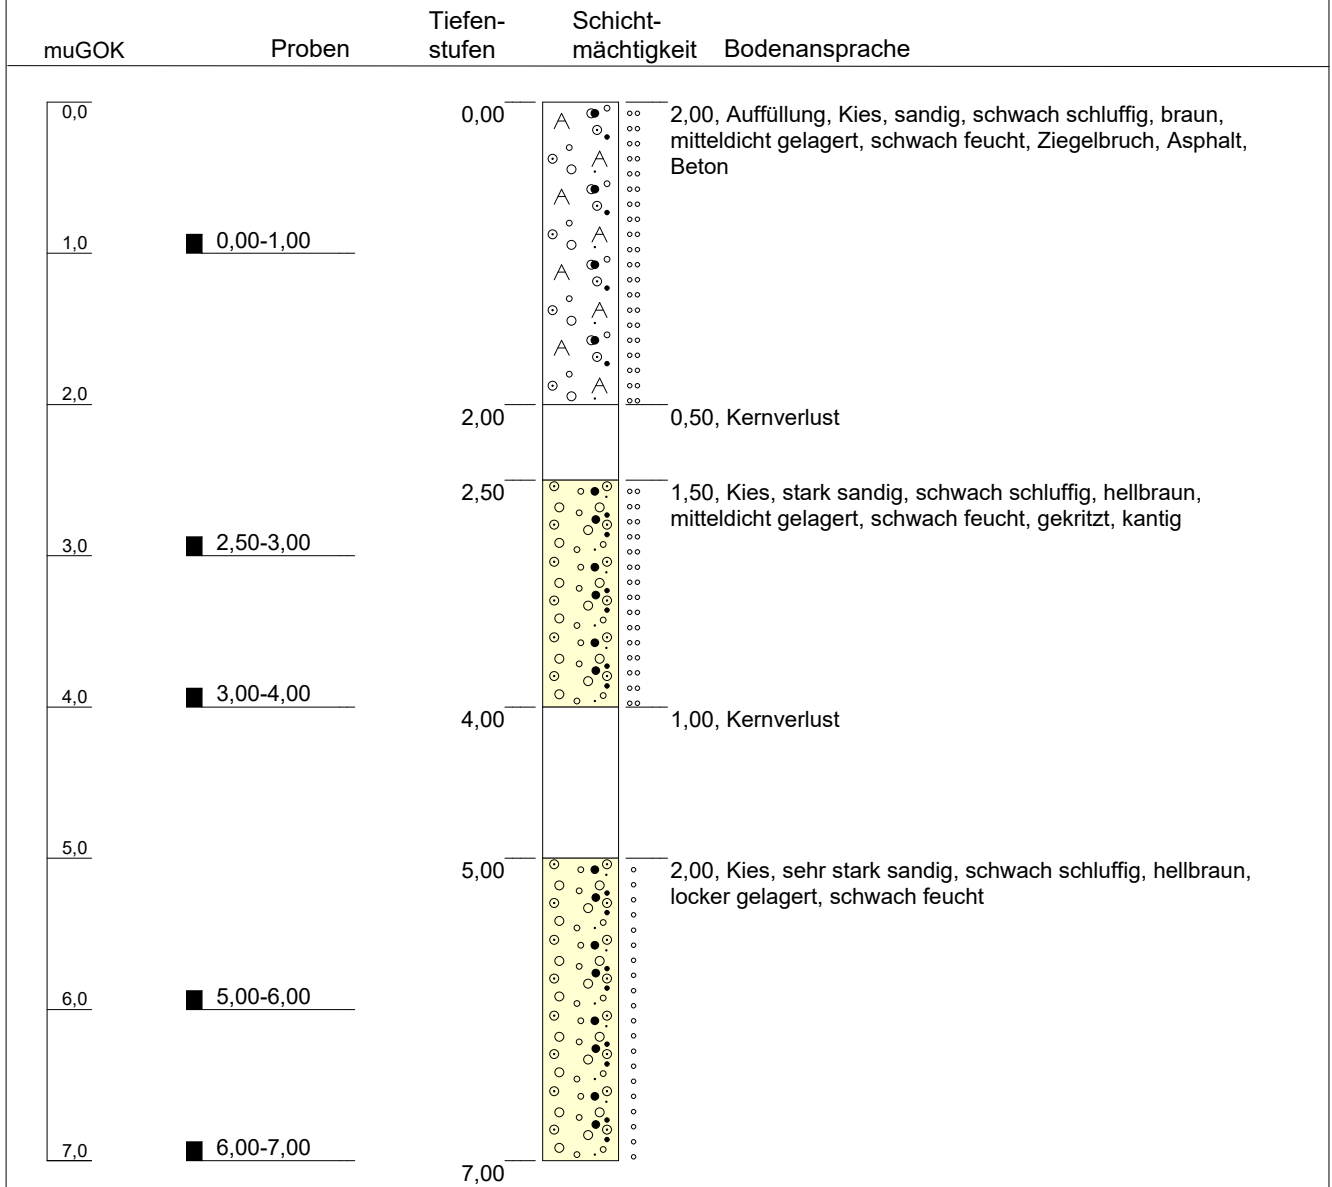 muGOK Proben Tiefen-stufen Schicht-mächtigkeit Bodenansprache
0,0 0,00 2,00, Auffüllung, Kies, sandig, schwach schluffig, braun,
mitteldicht gelagert, schwach feucht, Ziegelbruch, Asphalt,
Beton
1,0 0,00-1,00
2,0
2,00 0,50, Kernverlust
2,50 1,50, Kies, stark sandig, schwach schluffig, hellbraun,
mitteldicht gelagert, schwach feucht, gekritzt, kantig
3,0 2,50-3,00
4,0 3,00-4,00
4,00 1,00, Kernverlust
5,0
5,00 2,00, Kies, sehr stark sandig, schwach schluffig, hellbraun,
locker gelagert, schwach feucht
6,0 5,00-6,00
7,0 6,00-7,00
7,00